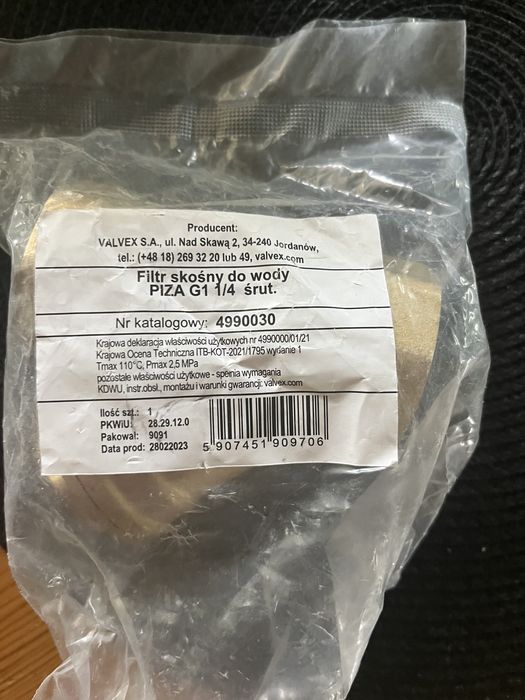 Producent:
VALVEX S.A., ul. Nad Skawą 2, 34-240 Jordanów,
tel.: (+48 18) 269 32 20 lub 49, valvex.com
Filtr skośny do wody
PIZA G1 1/4 śrut.
Nr katalogowy: 4990030
Krajowa deklaracja właściwości użytkowych nr 4990000/01/21
Krajowa Ocena Techniczna ITB-KOT-2021/1795 wydanie 1
Tmax 110°C, Pmax 2,5 MPa
pozostałe właściwości użytkowe - spełnia wymagania
KDWU, instr.obsł., montażu i warunki gwarancji: valvex.com
Ilość szt.: 1
PKWiU: 28.29.12.0
Pakował: 9091
Data prod: 28022023
5 907451 909706